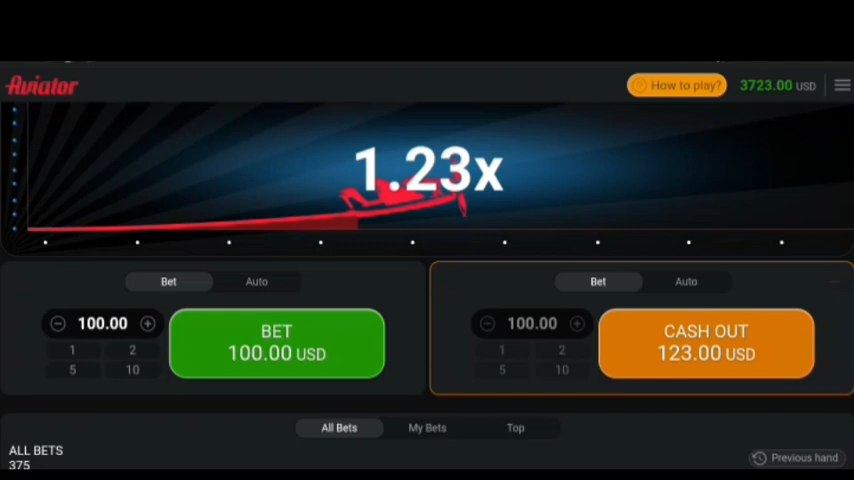 Aviator
How to play?
3723.00 USD
1.23x
Bet Auto
100.00
1 2
5 10
BET
100.00 USD
Bet Auto
100.00
1 2
5 10
CASH OUT
123.00 USD
All Bets My Bets Top
ALL BETS
375
Previous hand